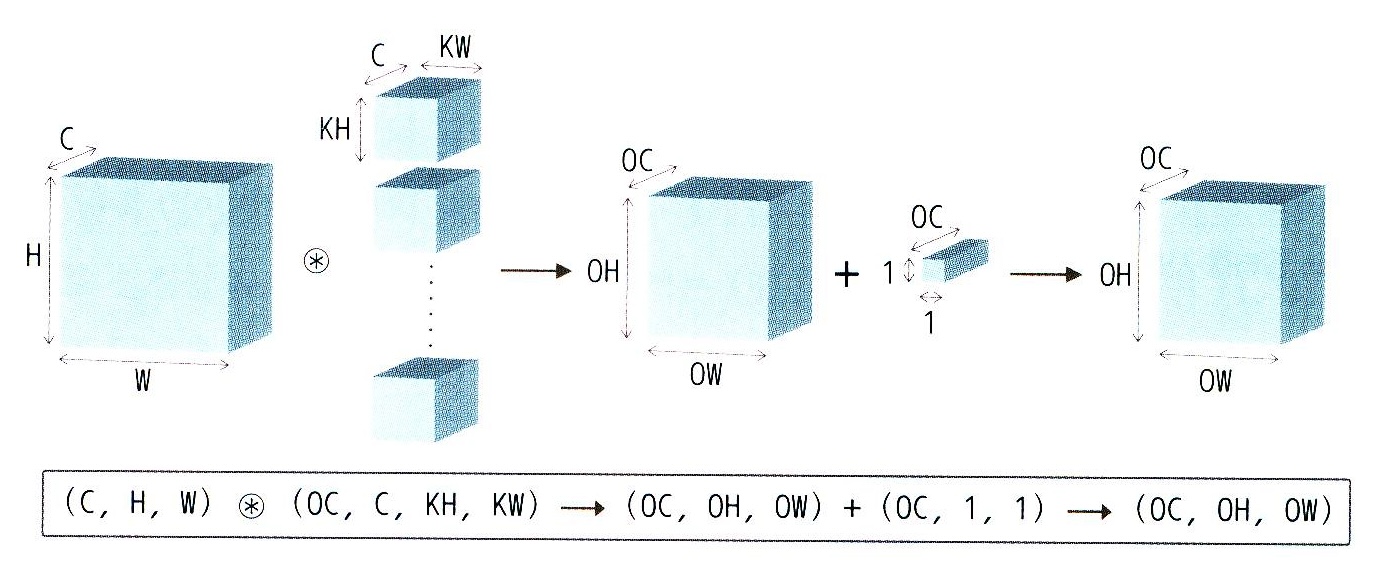 C KW
KH
C
H
W
⊛
OC
OH
OW
+
OC
1
1
OC
OH
OW
(C, H, W) ⊛ (OC, C, KH, KW) → (OC, OH, OW) + (OC, 1, 1) → (OC, OH, OW)